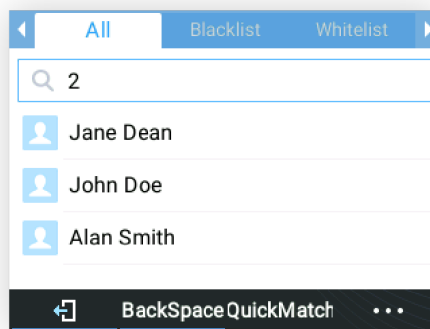 All Blacklist Whitelist
2
Jane Dean
John Doe
Alan Smith
BackSpace QuickMatch